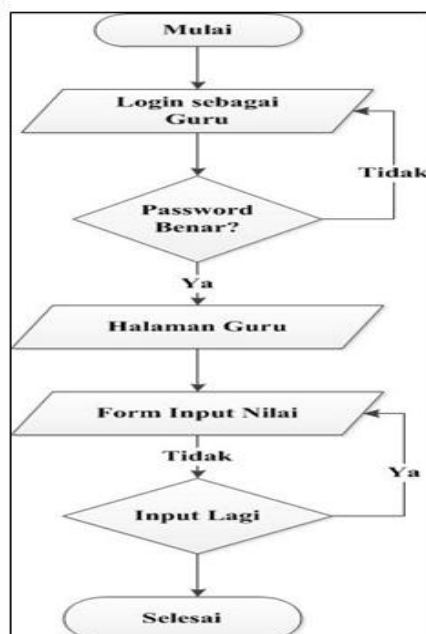 Mulai
Login sebagai
Guru
Tidak
Password
Benar?
Ya
Halaman Guru
Form Input Nilai
Tidak
Ya
Input Lagi
Selesai